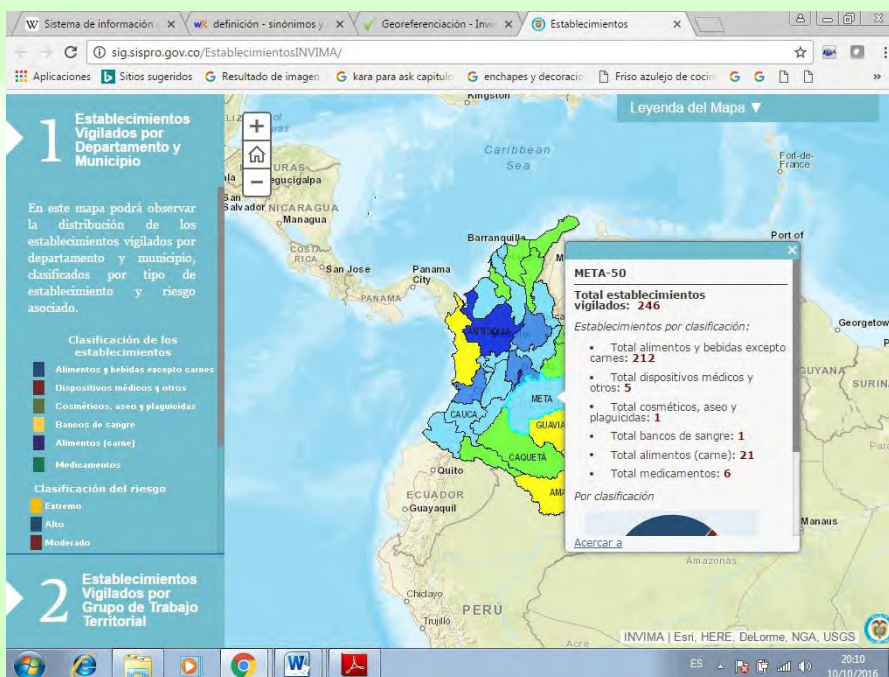 Sistema de información
definición - sinónimos y
Georeferenciación - Invim
Establecimientos
sig.sispro.gov.co/EstablecimientosINVIMA/
Aplicaciones
Sitios sugeridos
Resultado de imagen
kara para ask capitulo
enchapes y decoracio
Friso azulejo de cocin
»
1
Establecimientos
Vigilados por
Departamento y
Municipio
En este mapa podrá observar
la distribución de los
establecimientos vigilados por
departamento y municipio,
clasificados por tipo de
establecimiento y riesgo
asociado.
Clasificación de los
establecimientos
Alimentos y bebidas excepto carnes
Dispositivos médicos y otros
Cosméticos, aseo y plaguicidas
Bancos de sangre
Alimentos (carne)
Medicamentos
Clasificación del riesgo
Extremo
Alto
Moderado
2
Establecimientos
Vigilados por
Grupo de Trabajo
Territorial
+
−
Leyenda del Mapa ▼
Kingston
Caribbean
Sea
Fort-de-
France
Tegucigalpa
San
Salvador
NICARAGUA
Managua
COSTA
RICA
San Jose
Panama
City
PANAMA
Barranquilla
Port of
ANTIOQUIA
META
CAUCA
GUAVIA
CAQUETA
AMA
Quito
ECUADOR
Guayaquil
Georgetow
GUYANA
SURIN
Manaus
Amazonas
Chiclayo
PERÚ
Trujillo
Acre
META-50
Total establecimientos
vigilados: 246
Establecimientos por clasificación:
• Total alimentos y bebidas excepto
carnes: 212
• Total dispositivos médicos y
otros: 5
• Total cosméticos, aseo y
plaguicidas: 1
• Total bancos de sangre: 1
• Total alimentos (carne): 21
• Total medicamentos: 6
Por clasificación
Acercar a
INVIMA | Esri, HERE, DeLorme, NGA, USGS
ES
20:10
10/10/2016